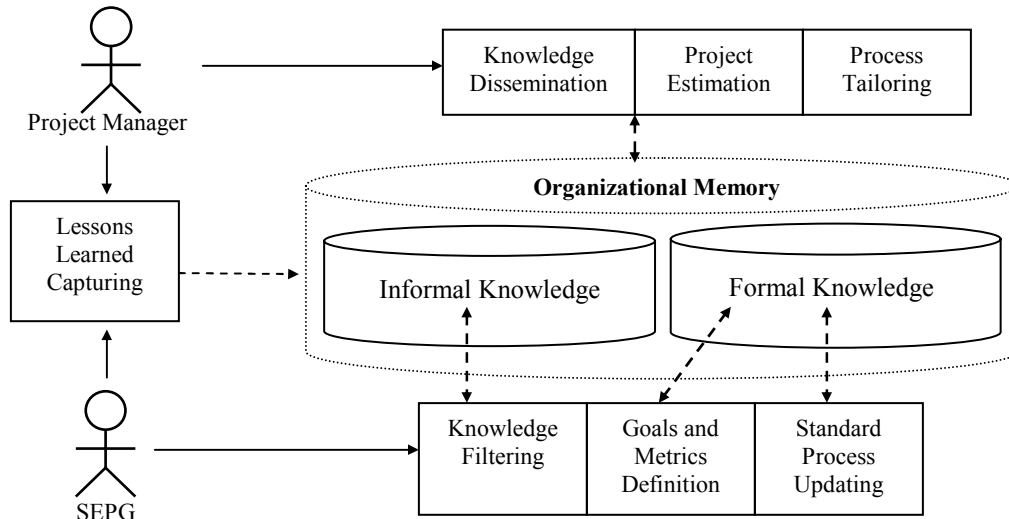 Knowledge
Dissemination
Project
Estimation
Process
Tailoring
Project Manager
Organizational Memory
Lessons
Learned
Capturing
Informal Knowledge
Formal Knowledge
Knowledge
Filtering
Goals and
Metrics
Definition
Standard
Process
Updating
SEPG